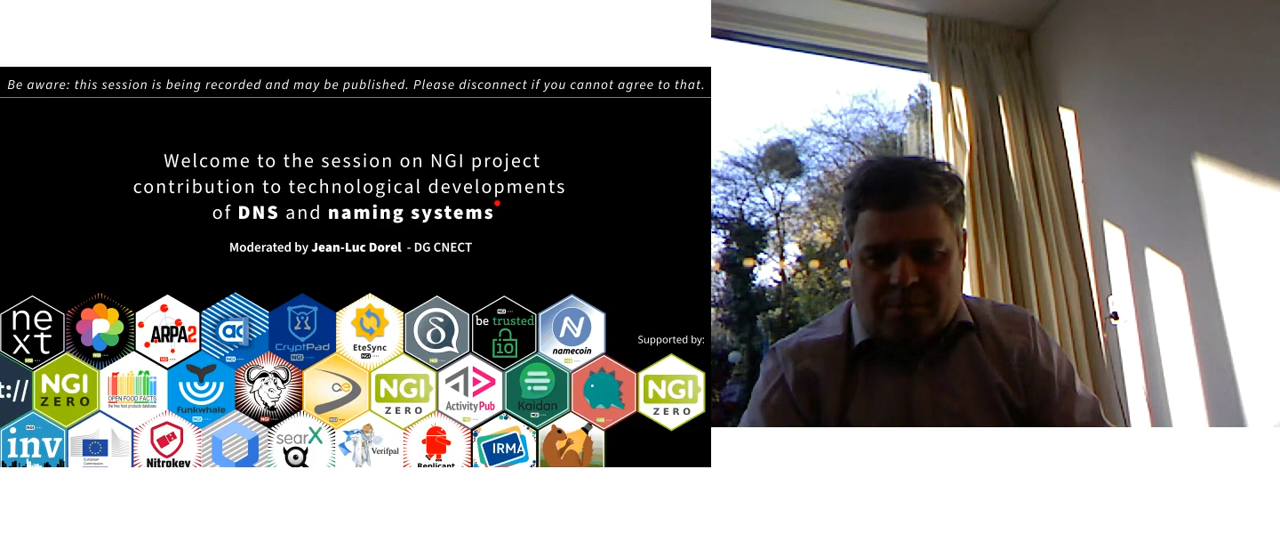 Be aware: this session is being recorded and may be published. Please disconnect if you cannot agree to that.
Welcome to the session on NGI project
contribution to technological developments
of DNS and naming systems
Moderated by Jean-Luc Dorel - DG CNECT
Supported by:
ne
xt
ARPA2
CryptPad
EteSync
be trusted
namecoin
t://
NGI
ZERO
OPEN FOOD FACTS
Funkwhale
NGI
ZERO
ActivityPub
Kaidan
NGI
ZERO
inv
European
Commission
Nitrokey
searX
Verifpal
Replicant
IRMA